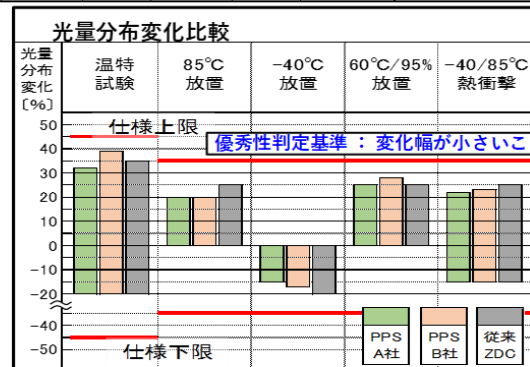 光量分布変化比較
光量
分布
変化
[%]
温特
試験
85℃
放置
-40℃
放置
60℃/95%
放置
-40/85℃
熱衝撃
50
40
30
20
10
0
-10
-20
-40
-50
仕様上限
優秀性判定基準 : 変化幅が小さいこ
仕様下限
PPS
A社
PPS
B社
従来
ZDC